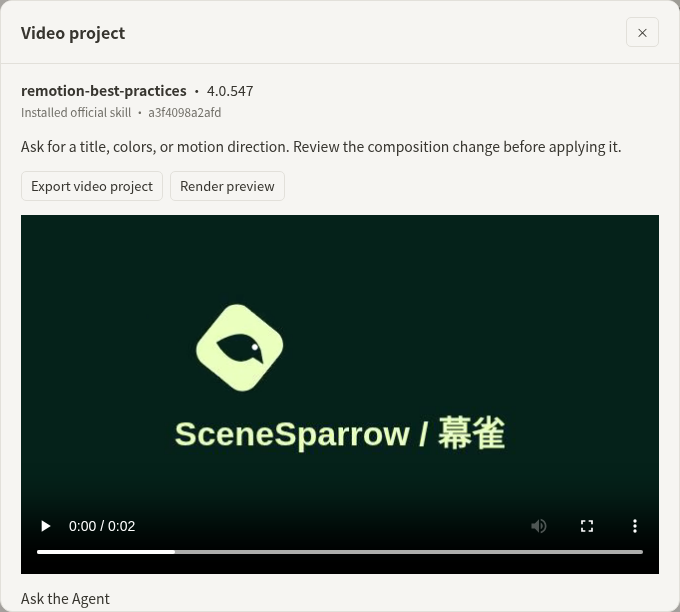 Video project
remotion-best-practices • 4.0.547
Installed official skill • a3f4098a2afd
Ask for a title, colors, or motion direction. Review the composition change before applying it.
Export video project
Render preview
SceneSparrow / 幕雀
0:00 / 0:02
Ask the Agent